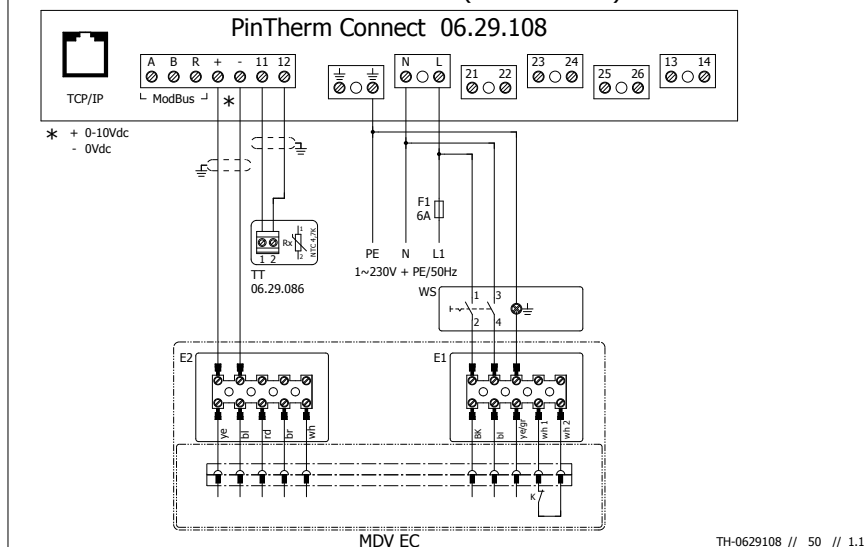 PinTherm Connect 06.29.108
A B R + - 11 12
N L
21 22
23 24
25 26
13 14
TCP/IP
ModBus
*
* + 0-10Vdc
- 0Vdc
F1
6A
Rx
1
2
NTC 4,7K
1 2
TT
06.29.086
PE N L1
1~230V + PE/50Hz
WS
1 3
2 4
E2
E1
ye bl rd br wh
BK bl ye/gr wh 1 wh 2
K
MDV EC
TH-0629108 // 50 // 1.1